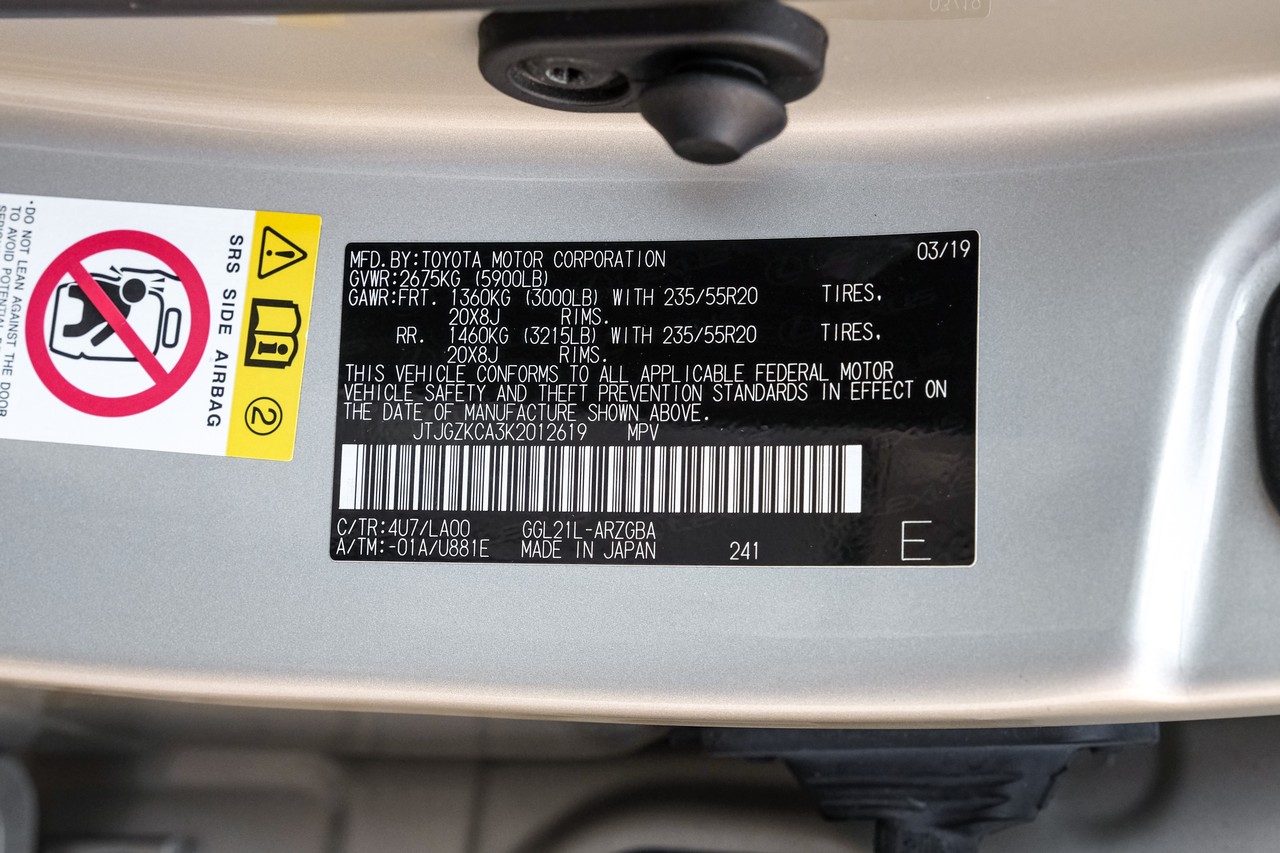 MFD.BY:TOYOTA MOTOR CORPORATION 03/19
GVWR:2675KG (5900LB)
GAWR:FRT. 1360KG (3000LB) WITH 235/55R20 TIRES,
20X8J RIMS.
RR. 1460KG (3215LB) WITH 235/55R20 TIRES,
20X8J RIMS.
THIS VEHICLE CONFORMS TO ALL APPLICABLE FEDERAL MOTOR
VEHICLE SAFETY AND THEFT PREVENTION STANDARDS IN EFFECT ON
THE DATE OF MANUFACTURE SHOWN ABOVE.
JTJGZKCA3K2012619 MPV
C/TR:4U7/LA00 GGL21L-ARZGBA
A/TM:-01A/U881E MADE IN JAPAN 241 E
SRS SIDE AIRBAG
2
•DO NOT LEAN AGAINST THE DOOR
TO AVOID POTENTIAL